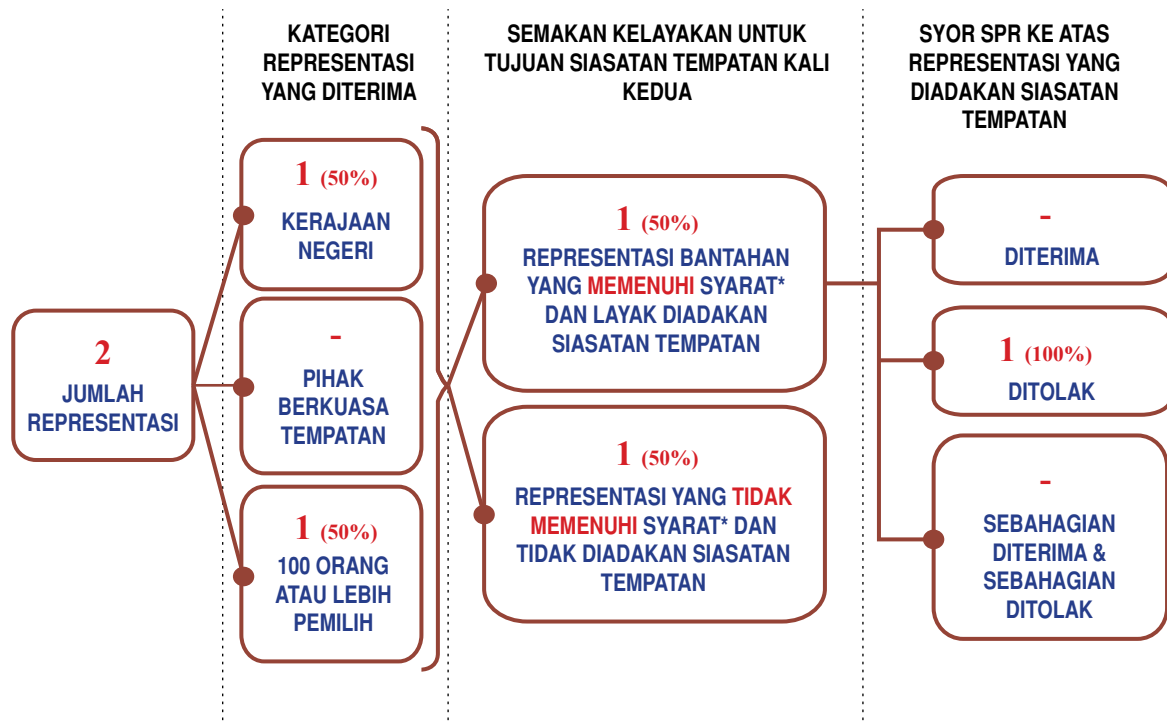 KATEGORI
REPRESENTASI
YANG DITERIMA
SEMAKAN KELAYAKAN UNTUK
TUJUAN SIASATAN TEMPATAN KALI
KEDUA
SYOR SPR KE ATAS
REPRESENTASI YANG
DIADAKAN SIASATAN
TEMPATAN
2
JUMLAH
REPRESENTASI
1 (50%)
KERAJAAN
NEGERI
-
PIHAK
BERKUASA
TEMPATAN
1 (50%)
100 ORANG
ATAU LEBIH
PEMILIH
1 (50%)
REPRESENTASI BANTAHAN
YANG MEMENUHI SYARAT*
DAN LAYAK DIADAKAN
SIASATAN TEMPATAN
1 (50%)
REPRESENTASI YANG TIDAK
MEMENUHI SYARAT* DAN
TIDAK DIADAKAN SIASATAN
TEMPATAN
-
DITERIMA
1 (100%)
DITOLAK
-
SEBAHAGIAN
DITERIMA &
SEBAHAGIAN
DITOLAK